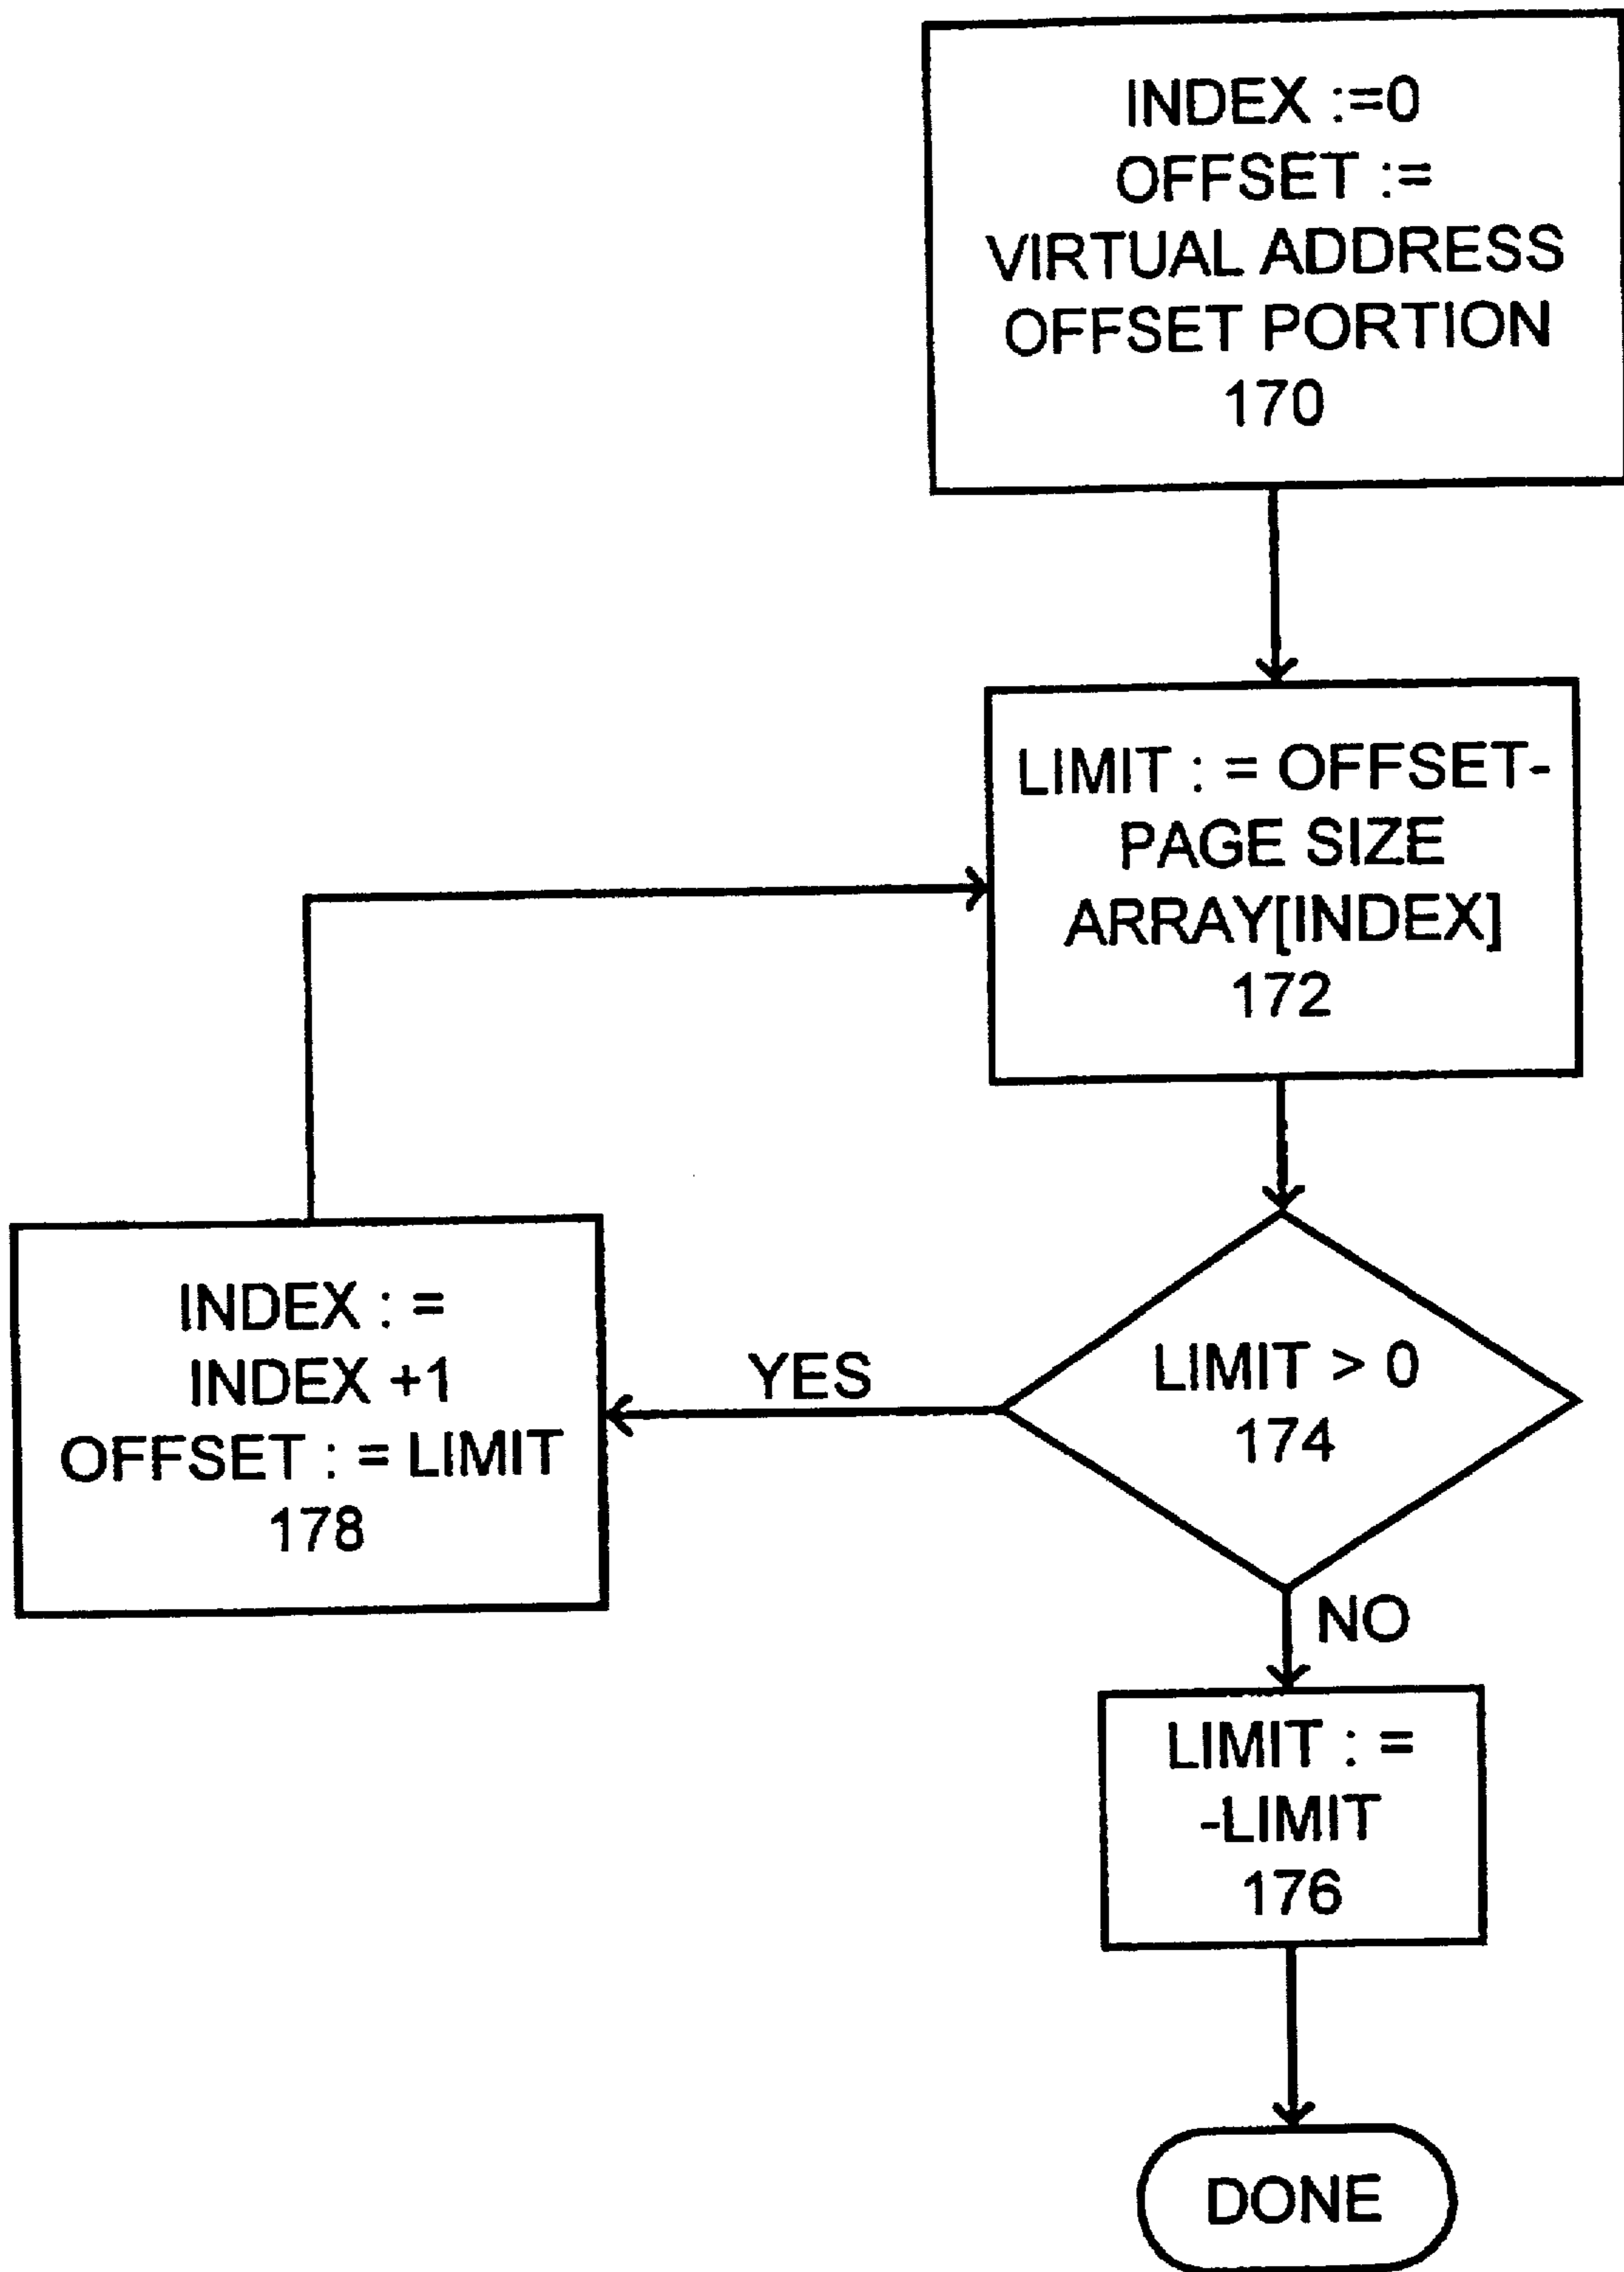 INDEX :=0
OFFSET :=
VIRTUAL ADDRESS
OFFSET PORTION
170
LIMIT : = OFFSET-
PAGE SIZE
ARRAY[INDEX]
172
LIMIT > 0
174
YES
INDEX : =
INDEX +1
OFFSET : = LIMIT
178
NO
LIMIT : =
-LIMIT
176
DONE